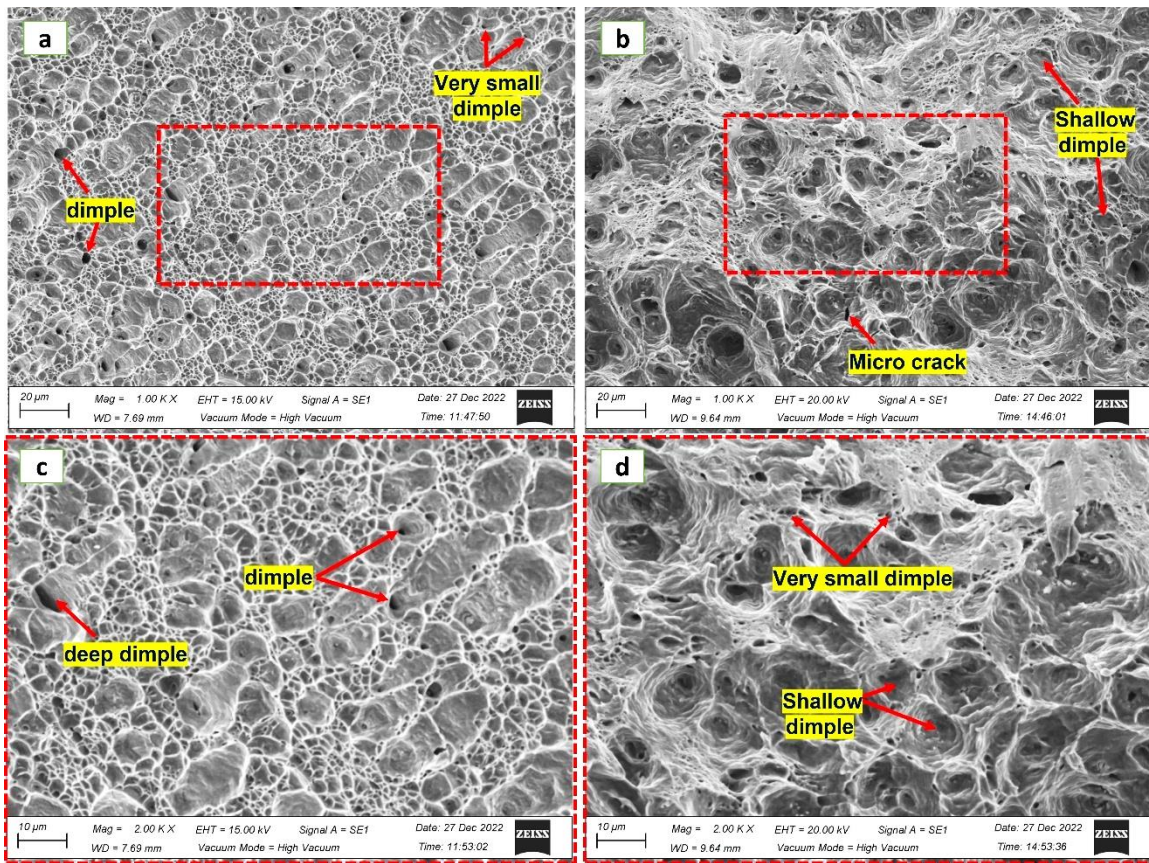 a
Very small
dimple
dimple
20 µm
Mag = 1.00 K X
EHT = 15.00 kV
Signal A = SE1
Date: 27 Dec 2022
WD = 7.69 mm
Vacuum Mode = High Vacuum
Time: 11:47:50
ZEISS
b
Shallow
dimple
Micro crack
20 µm
Mag = 1.00 K X
EHT = 20.00 kV
Signal A = SE1
Date: 27 Dec 2022
WD = 9.64 mm
Vacuum Mode = High Vacuum
Time: 14:46:01
ZEISS
c
dimple
deep dimple
10 µm
Mag = 2.00 K X
EHT = 15.00 kV
Signal A = SE1
Date: 27 Dec 2022
WD = 7.69 mm
Vacuum Mode = High Vacuum
Time: 11:53:02
ZEISS
d
Very small dimple
Shallow
dimple
10 µm
Mag = 2.00 K X
EHT = 20.00 kV
Signal A = SE1
Date: 27 Dec 2022
WD = 9.64 mm
Vacuum Mode = High Vacuum
Time: 14:53:36
ZEISS